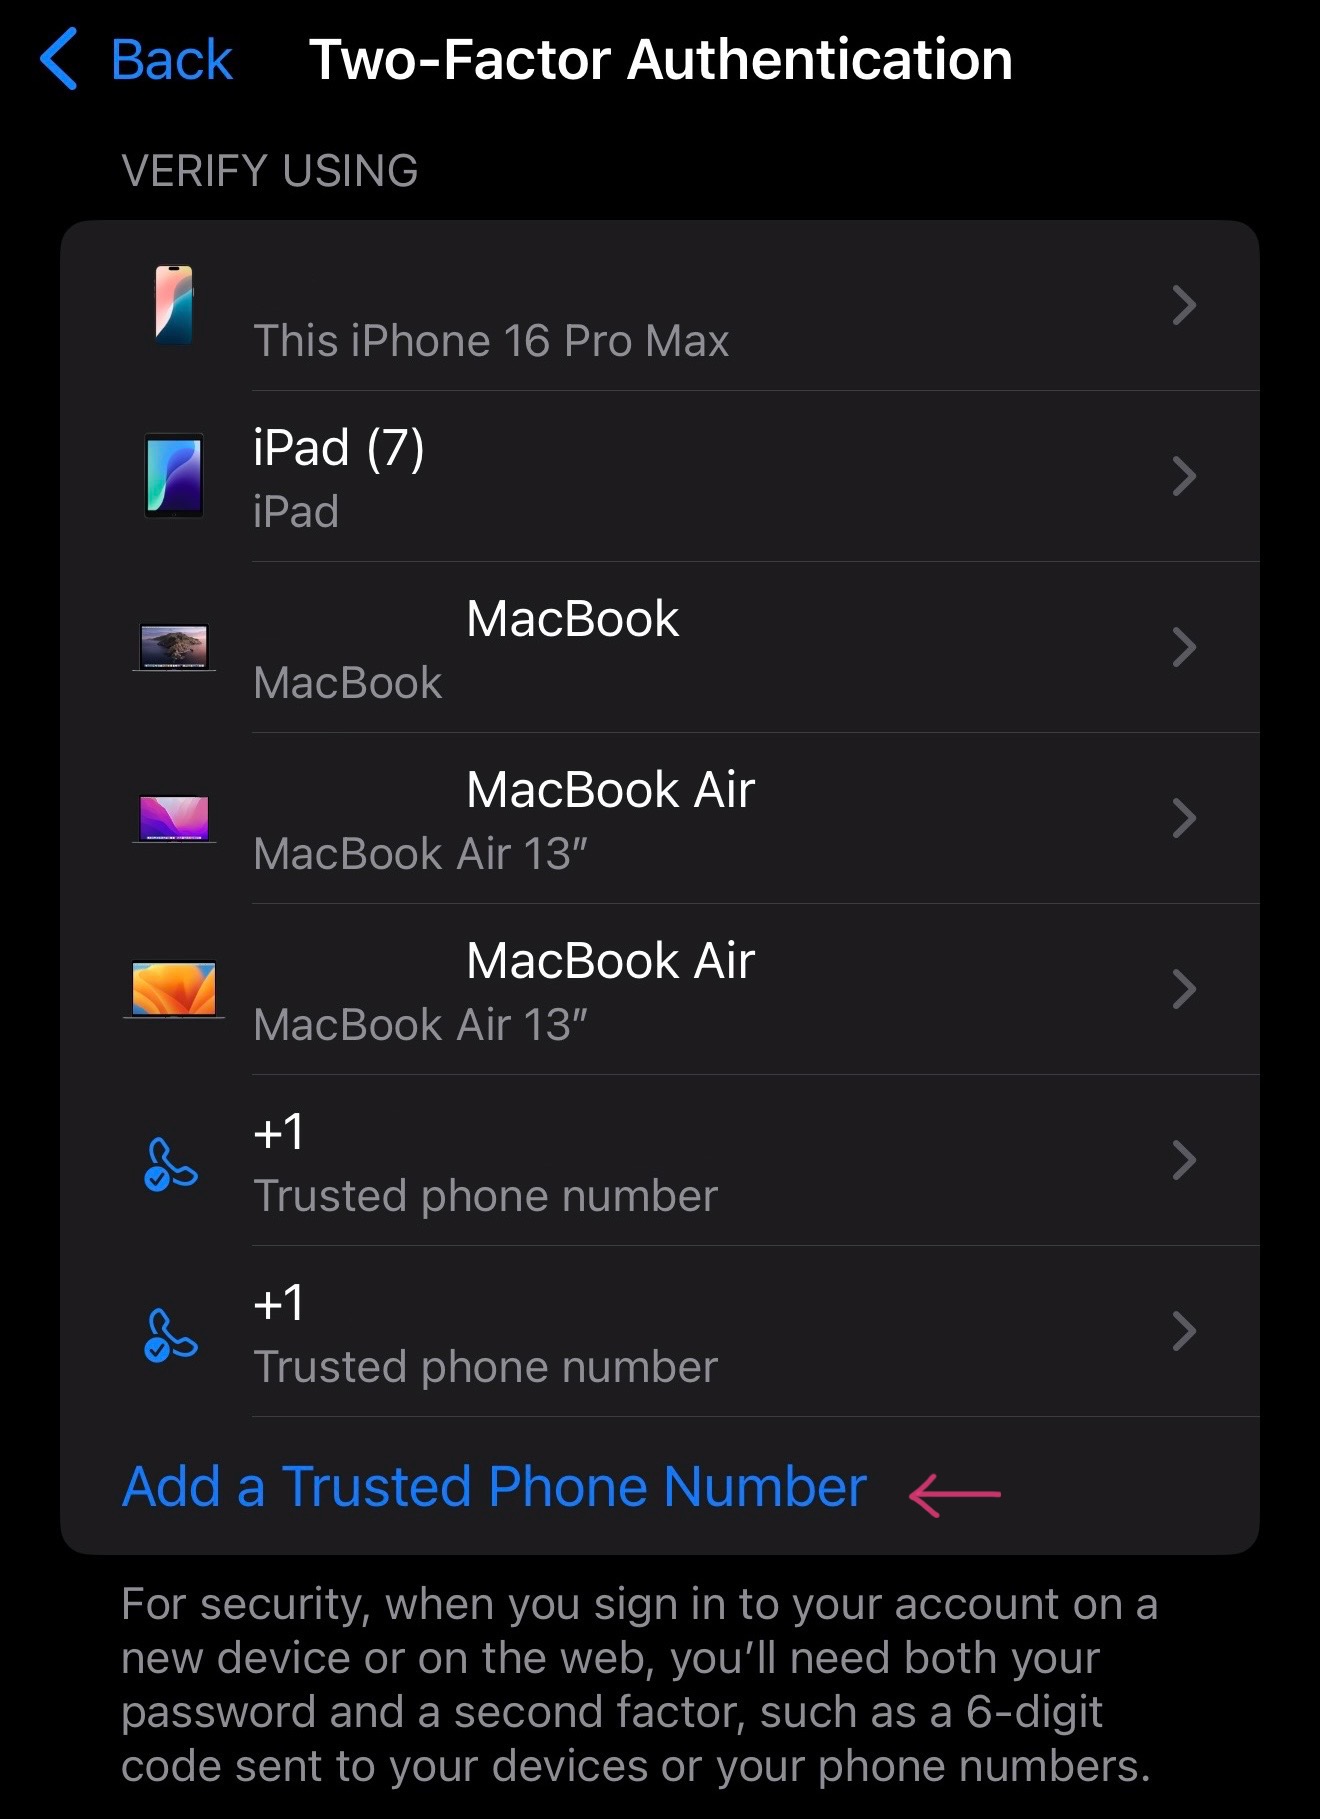 Back Two-Factor Authentication
VERIFY USING
This iPhone 16 Pro Max
iPad (7)
iPad
MacBook
MacBook
MacBook Air
MacBook Air 13”
MacBook Air
MacBook Air 13”
+1
Trusted phone number
+1
Trusted phone number
Add a Trusted Phone Number
For security, when you sign in to your account on a
new device or on the web, you’ll need both your
password and a second factor, such as a 6-digit
code sent to your devices or your phone numbers.